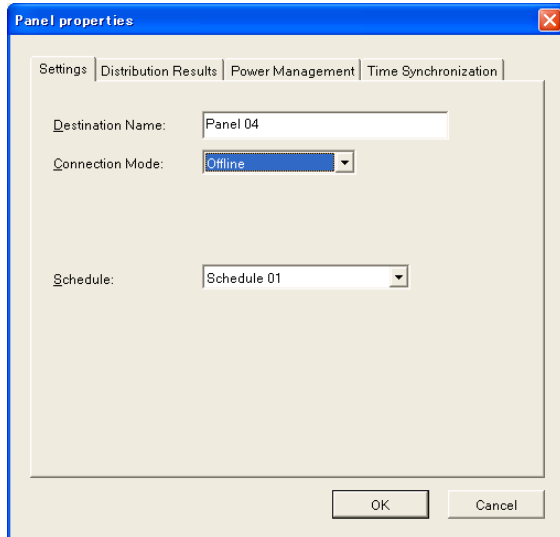 Panel properties
Settings Distribution Results Power Management Time Synchronization
Destination Name: Panel 04
Connection Mode: Offline
Schedule: Schedule 01
OK Cancel